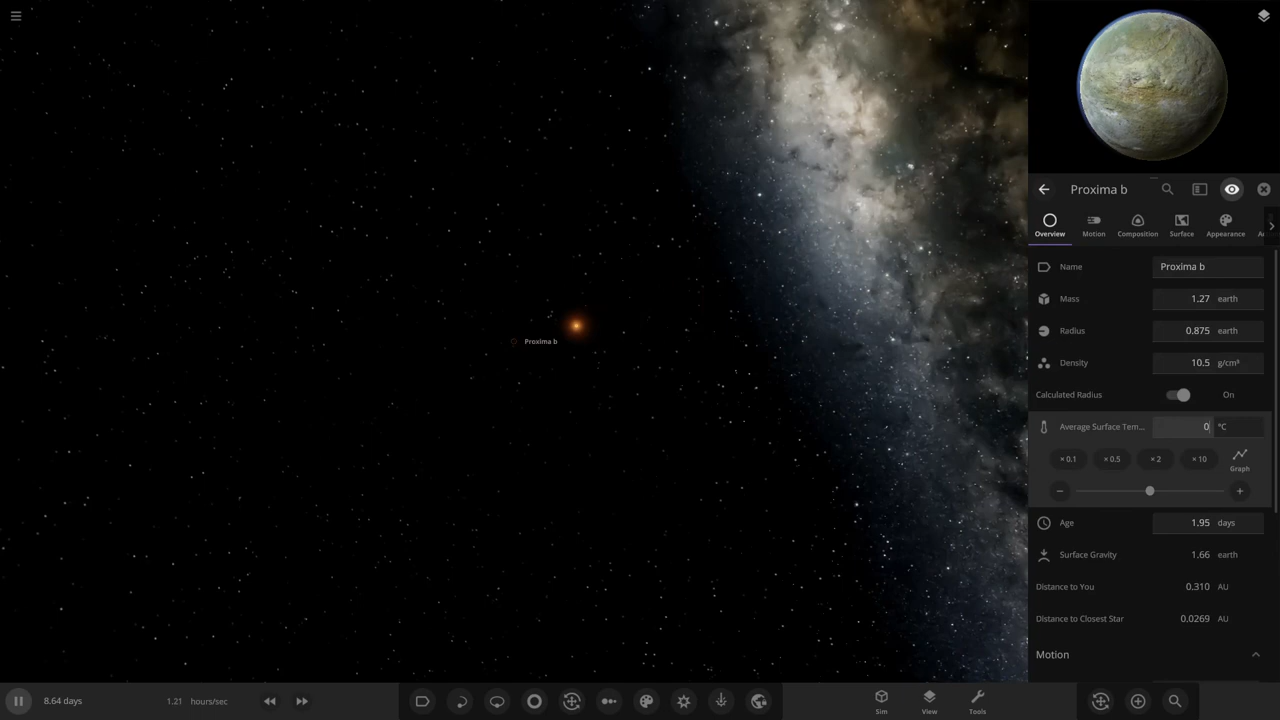 Proxima b
Proxima b
Overview
Motion
Composition
Surface
Appearance
Name
Proxima b
Mass
1.27 earth
Radius
0.875 earth
Density
10.5 g/cm³
Calculated Radius
On
Average Surface Tem...
0 °C
× 0.1
× 0.5
× 2
× 10
Graph
Age
1.95 days
Surface Gravity
1.66 earth
Distance to You
0.310 AU
Distance to Closest Star
0.0269 AU
Motion
8.64 days
1.21 hours/sec
Sim
View
Tools